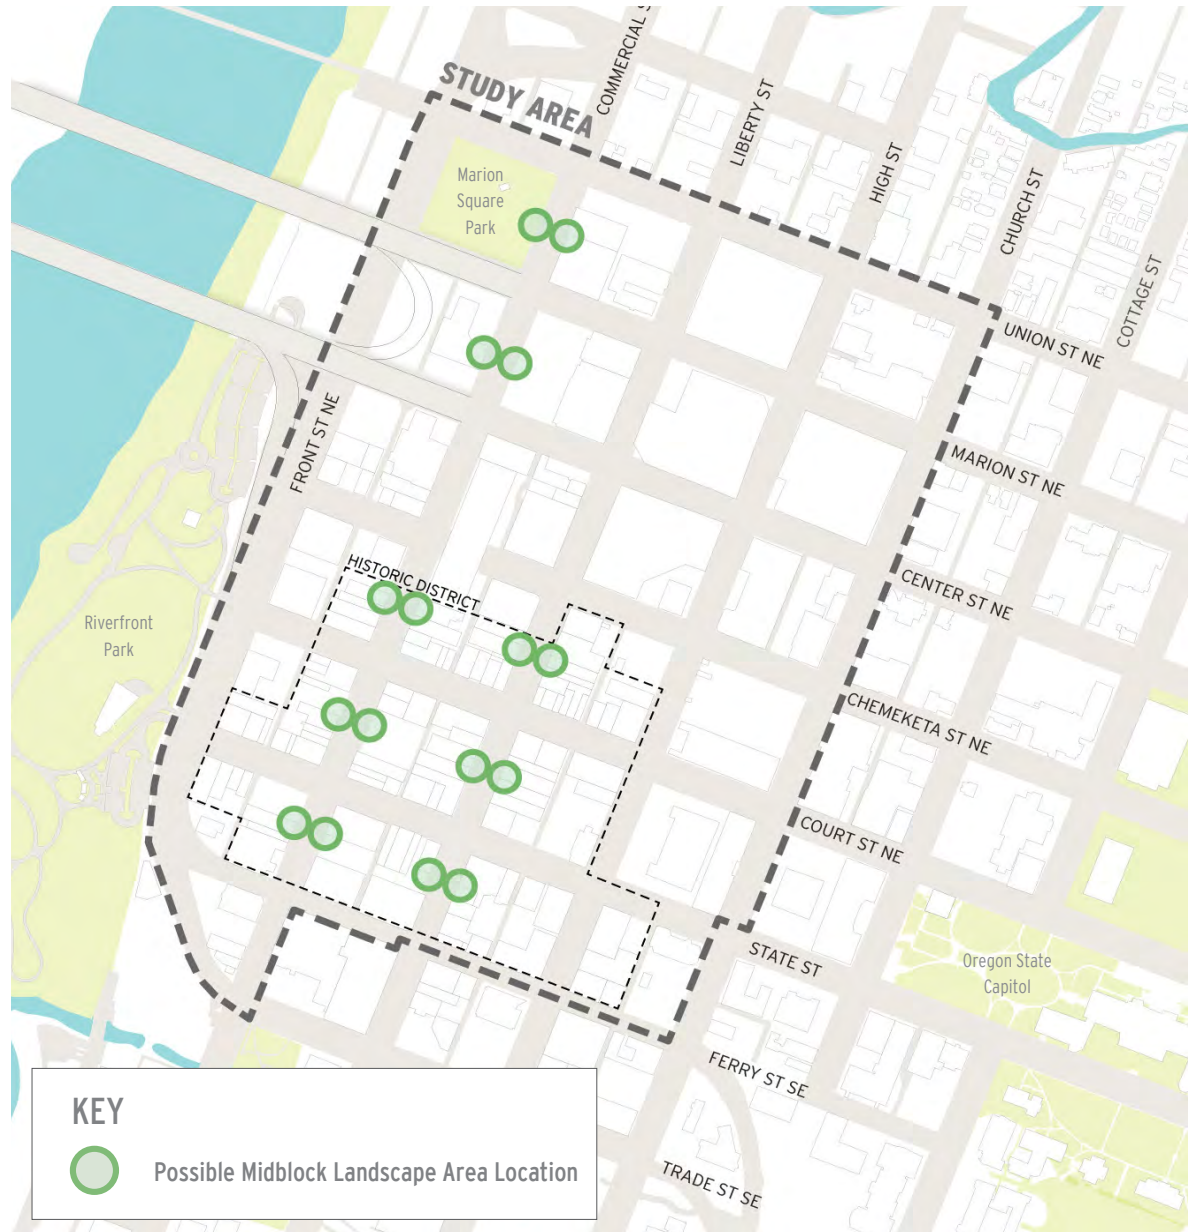 STUDY AREA
COMMERCIAL S
LIBERTY ST
HIGH ST
CHURCH ST
COTTAGE ST
Marion
Square
Park
UNION ST NE
FRONT ST NE
MARION ST NE
HISTORIC DISTRICT
CENTER ST NE
Riverfront
Park
CHEMEKETA ST NE
COURT ST NE
STATE ST
Oregon State
Capitol
FERRY ST SE
TRADE ST SE
KEY
Possible Midblock Landscape Area Location